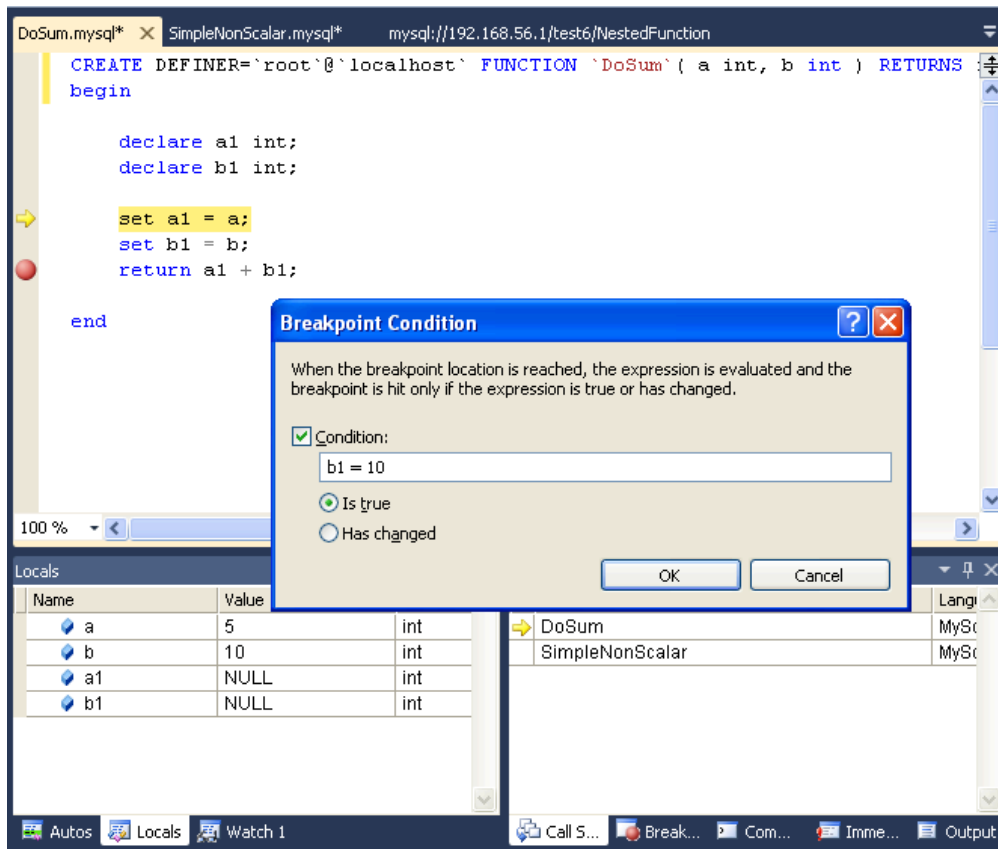 DoSum.mysql* SimpleNonScalar.mysql* mysql://192.168.56.1/test6/NestedFunction
CREATE DEFINER=`root`@`localhost` FUNCTION `DoSum`( a int, b int ) RETURNS
begin
declare a1 int;
declare b1 int;
set a1 = a;
set b1 = b;
return a1 + b1;
end
Breakpoint Condition
When the breakpoint location is reached, the expression is evaluated and the
breakpoint is hit only if the expression is true or has changed.
Condition:
b1 = 10
Is true
Has changed
OK Cancel
100 %
Locals
Name Value
a 5 int
b 10 int
a1 NULL int
b1 NULL int
Langu
DoSum MySQ
SimpleNonScalar MySQ
Autos Locals Watch 1
Call S... Break... Com... Imme... Output